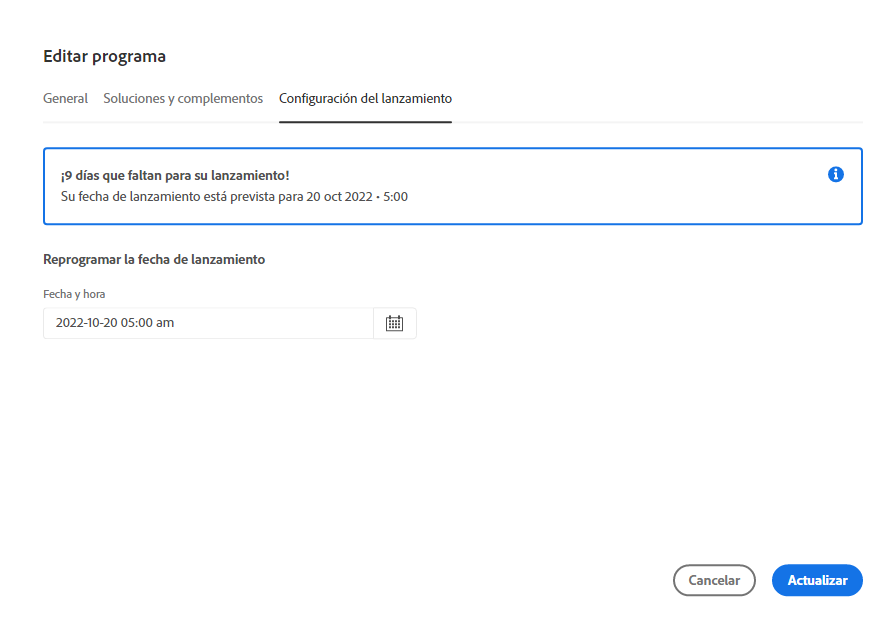 Editar programa
General Soluciones y complementos Configuración del lanzamiento
¡9 días que faltan para su lanzamiento!
Su fecha de lanzamiento está prevista para 20 oct 2022 • 5:00
Reprogramar la fecha de lanzamiento
Fecha y hora
2022-10-20 05:00 am
Cancelar Actualizar